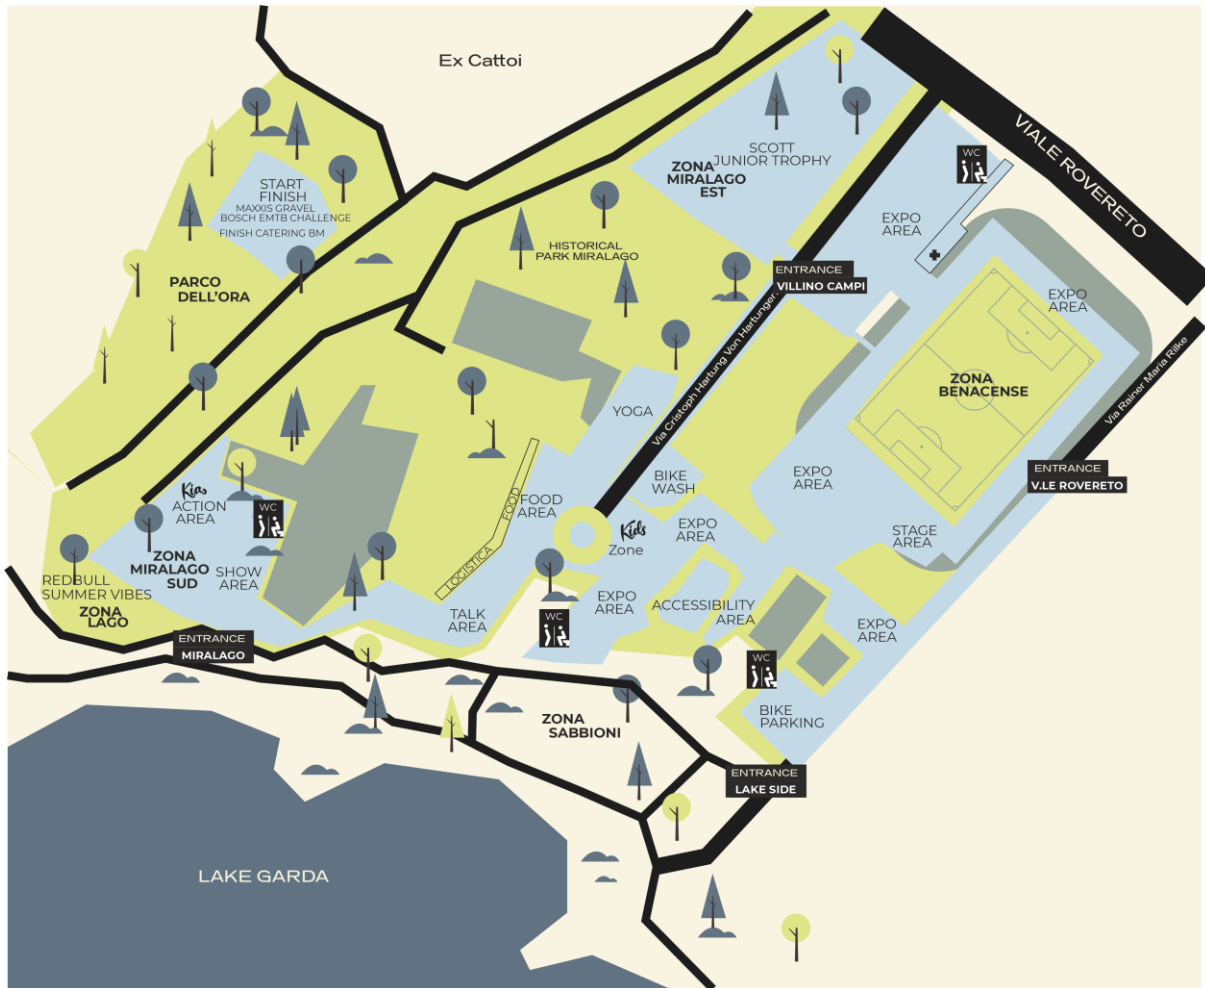 Ex Cattoi
VIALE ROVERETO
SCOTT
JUNIOR TROPHY
ZONA
MIRALAGO
EST
WC
START
FINISH
MAXXIS GRAVEL
BOSCH EMTB CHALLENGE
FINISH CATERING BM
EXPO
AREA
HISTORICAL
PARK MIRALAGO
PARCO
DELL'ORA
ENTRANCE
VILLINO CAMPI
EXPO
AREA
Via Cristoph Hartung Von Hartungen
Via Rainer Maria Rilke
ZONA
BENACENSE
YOGA
BIKE
WASH
EXPO
AREA
ENTRANCE
V.LE ROVERETO
Kids
ACTION
AREA
WC
FOOD
FOOD
AREA
Kids
Zone
EXPO
AREA
STAGE
AREA
ZONA
MIRALAGO
SUD
SHOW
AREA
LOGISTICA
REDBULL
SUMMER VIBES
ZONA
LAGO
TALK
AREA
WC
EXPO
AREA
ACCESSIBILITY
AREA
EXPO
AREA
ENTRANCE
MIRALAGO
WC
BIKE
PARKING
ZONA
SABBIONI
ENTRANCE
LAKE SIDE
LAKE GARDA